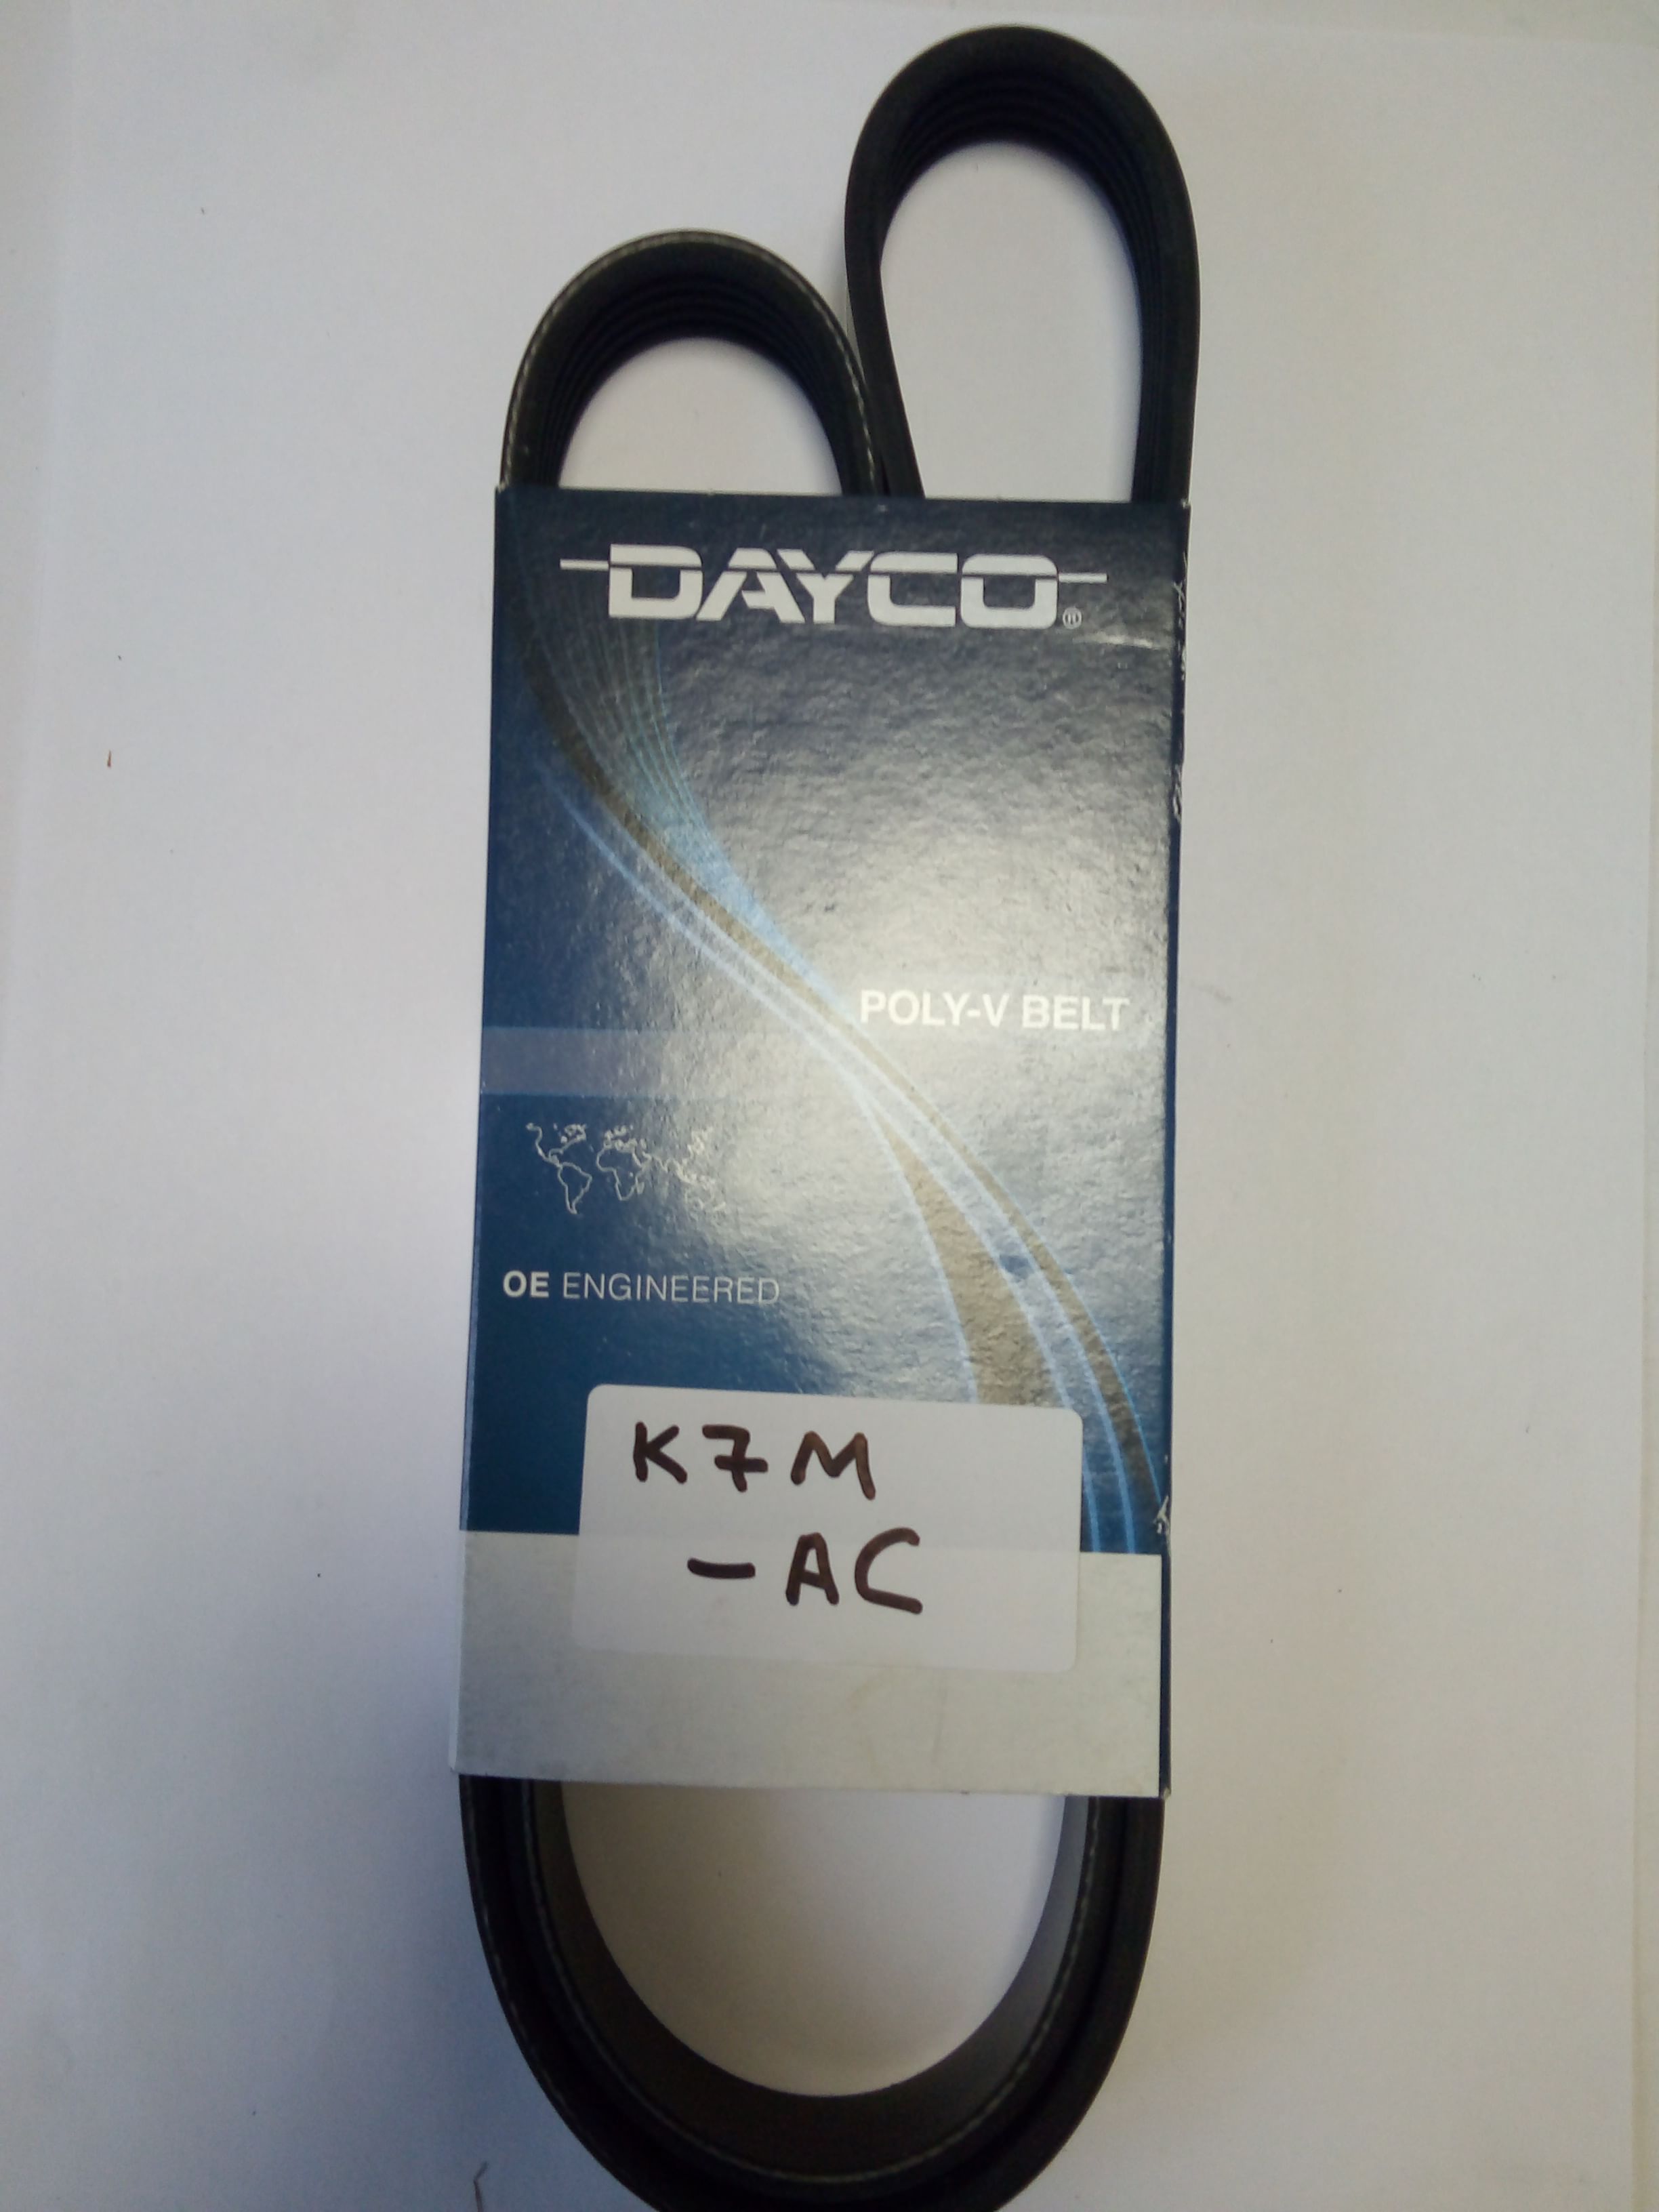 DAYCO®
POLY-V BELT
OE ENGINEERED
K7M
-AC